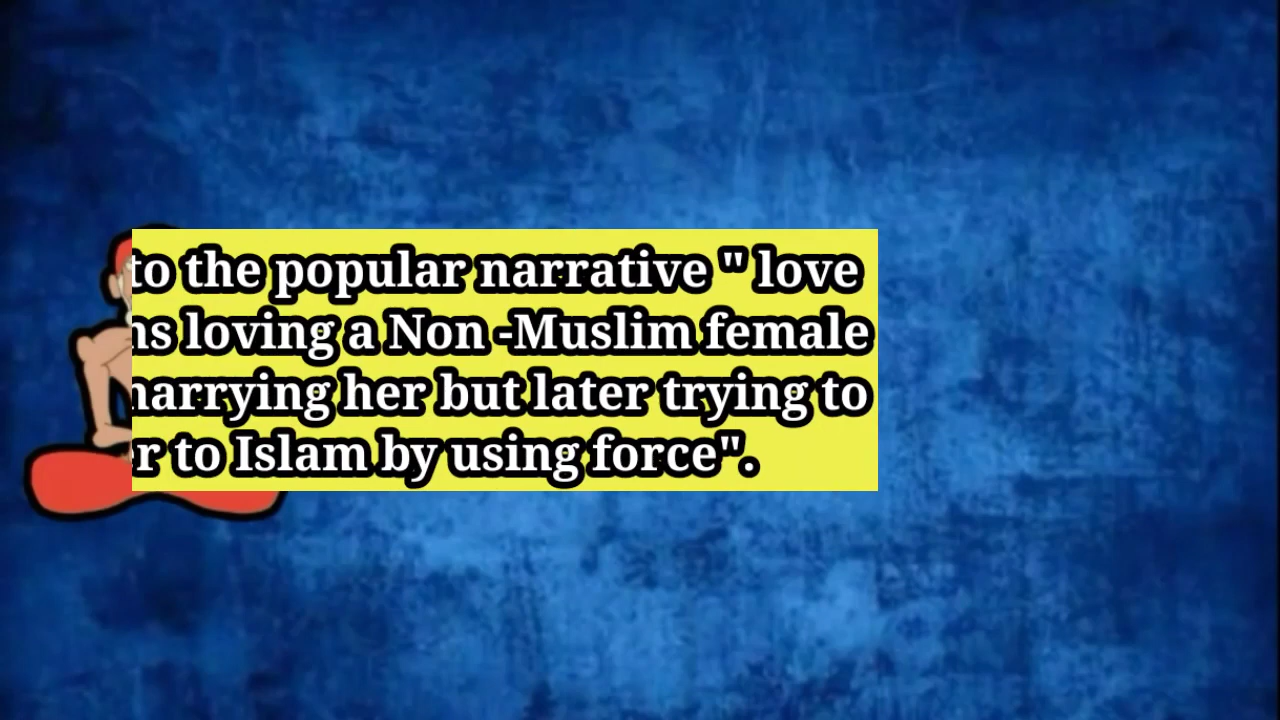 to the popular narrative " love
loving a Non -Muslim female
her but later trying to
to Islam by using force".